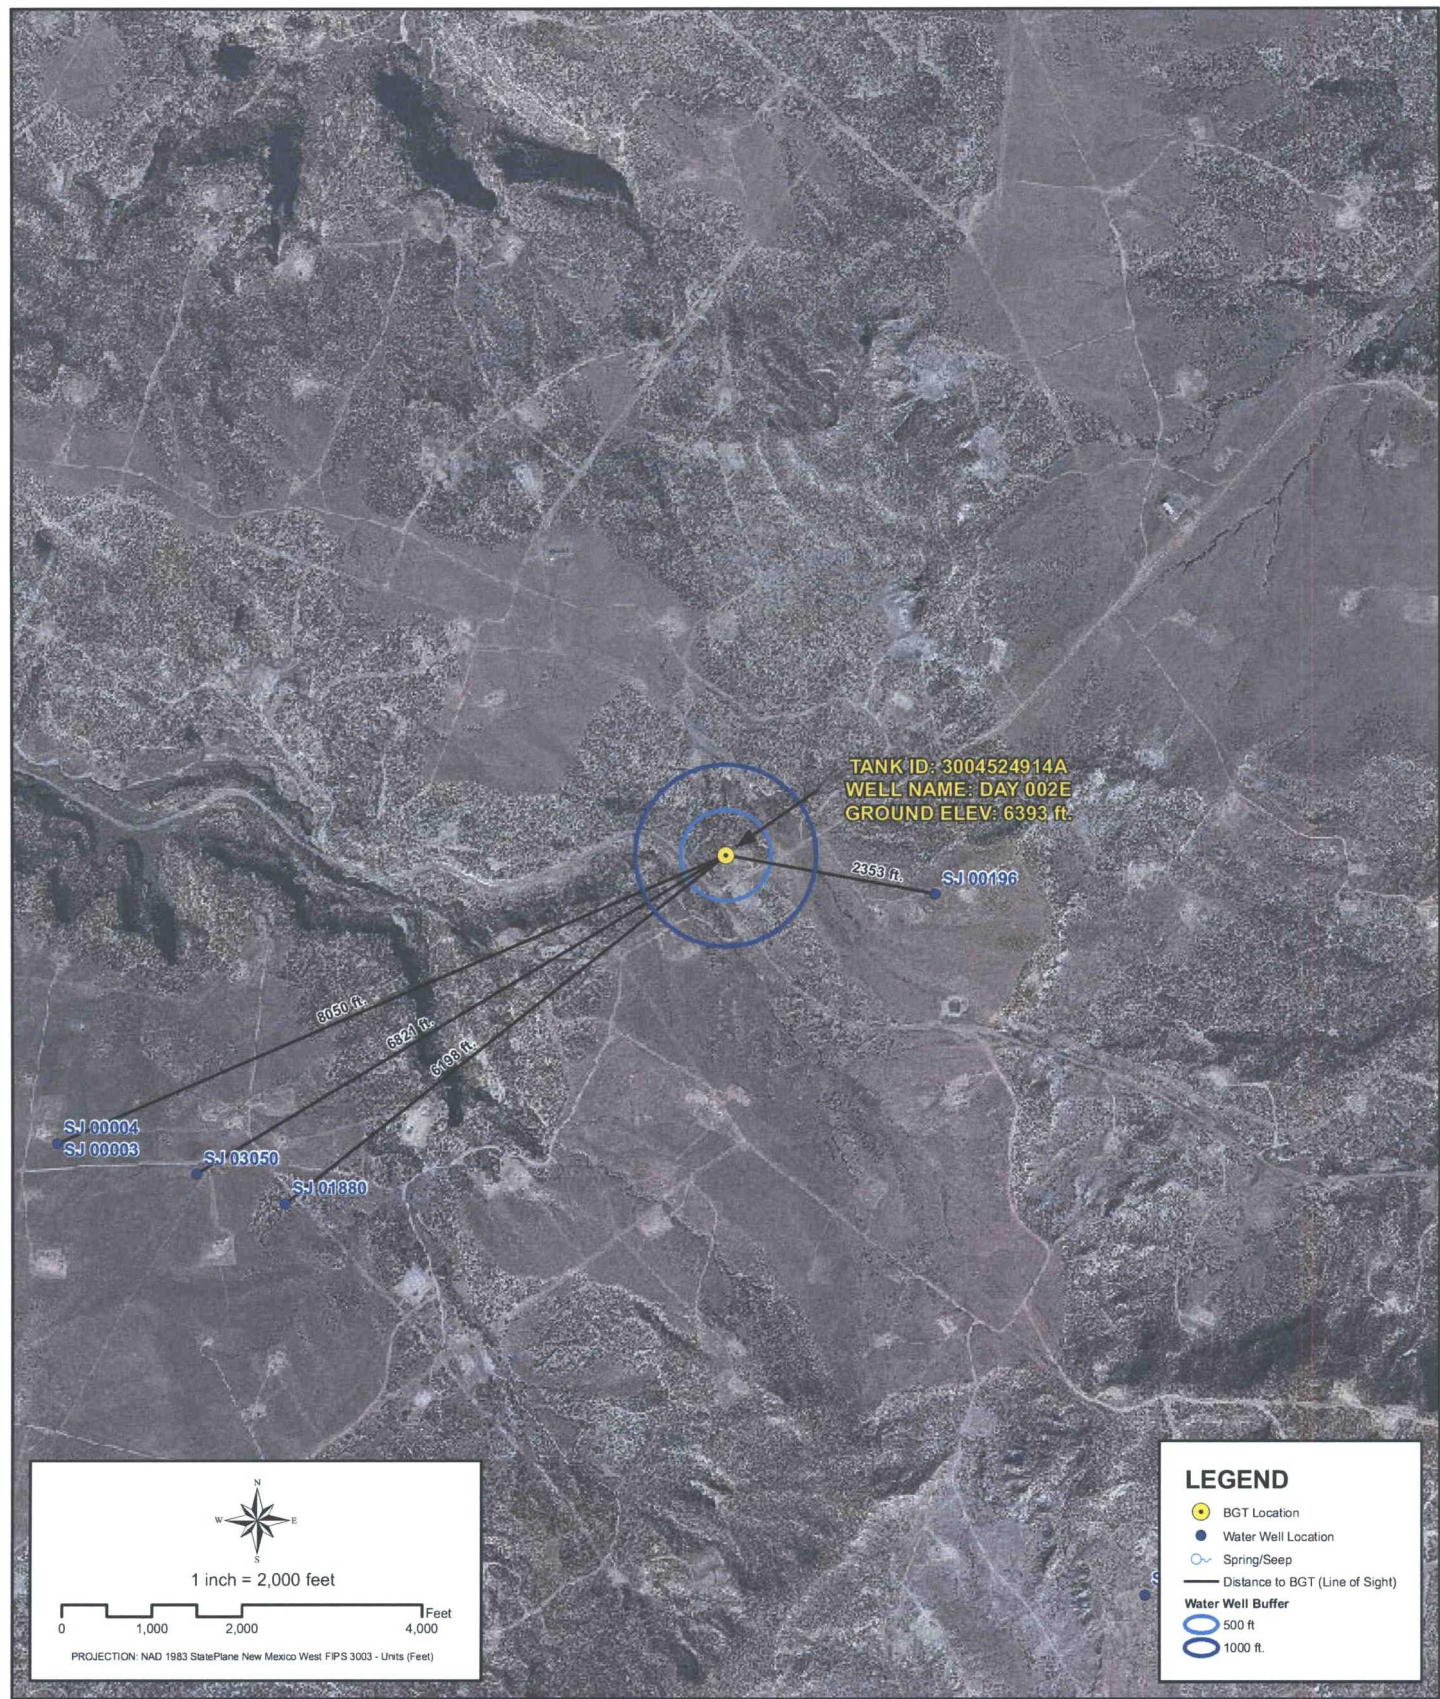 TANK ID: 3004524914A
WELL NAME: DAY 002E
GROUND ELEV: 6393 ft.
2353 ft.
SJ 00196
8050 ft.
6821 ft.
6198 ft.
SJ 00004
SJ 00003
SJ 03050
SJ 01880
N
W E
S
1 inch = 2,000 feet
Feet
0 1,000 2,000 4,000
PROJECTION: NAD 1983 StatePlane New Mexico West FIPS 3003 - Units (Feet)
LEGEND
BGT Location
Water Well Location
Spring/Seep
Distance to BGT (Line of Sight)
Water Well Buffer
500 ft
1000 ft.